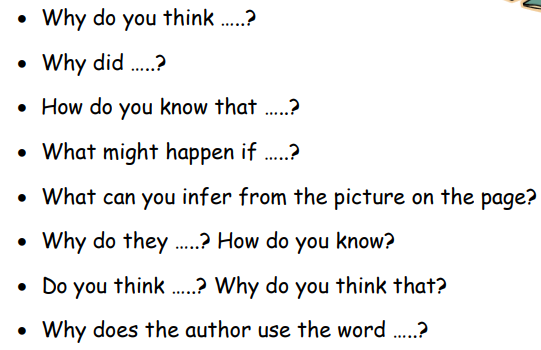 • Why do you think …..?
• Why did …..?
• How do you know that …..?
• What might happen if …..?
• What can you infer from the picture on the page?
• Why do they …..? How do you know?
• Do you think …..? Why do you think that?
• Why does the author use the word …..?